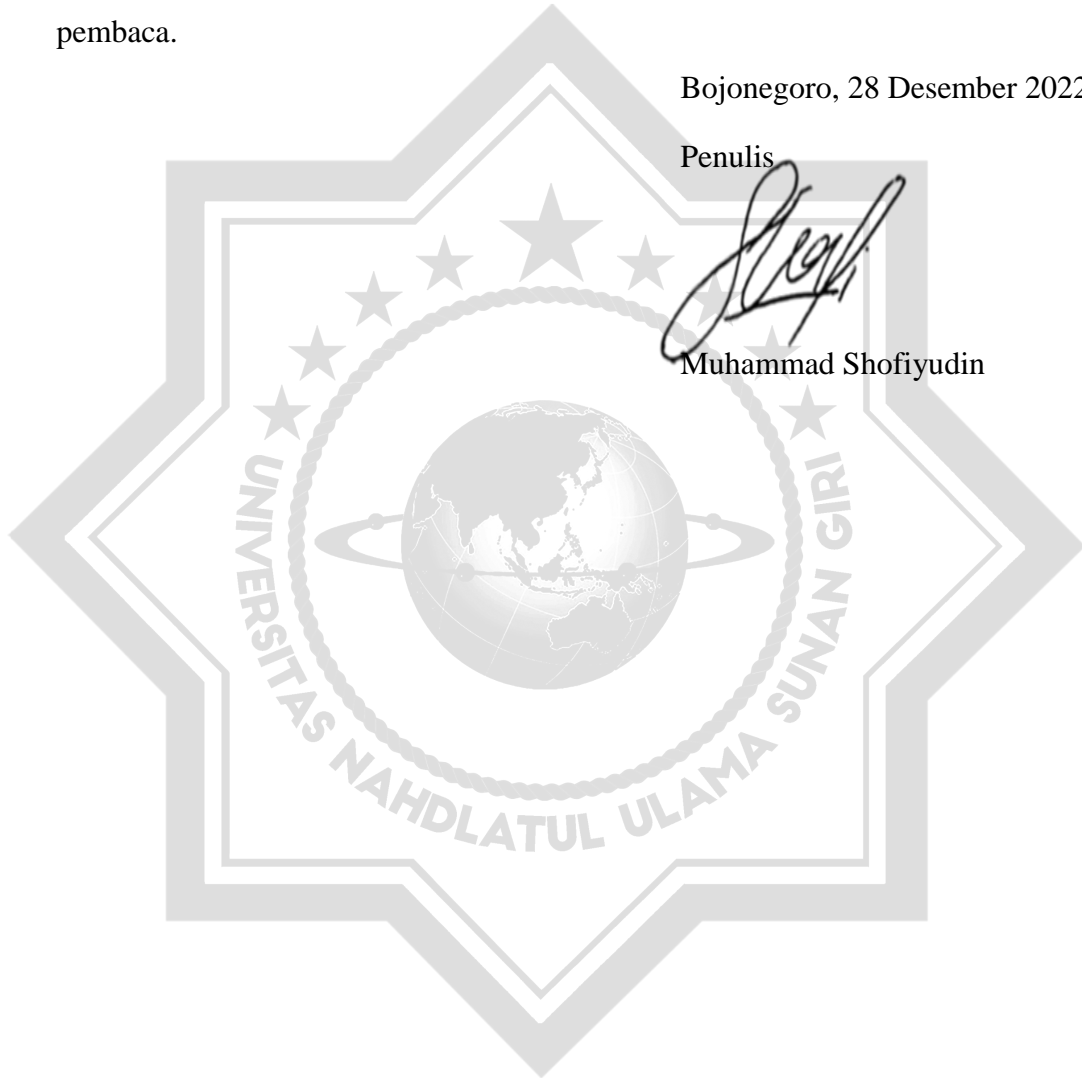 pembaca.
Bojonegoro, 28 Desember 2022
Penulis
Muhammad Shofiyudin
UNIVERSITAS NAHDLATUL ULAMA SUNAN GIRI